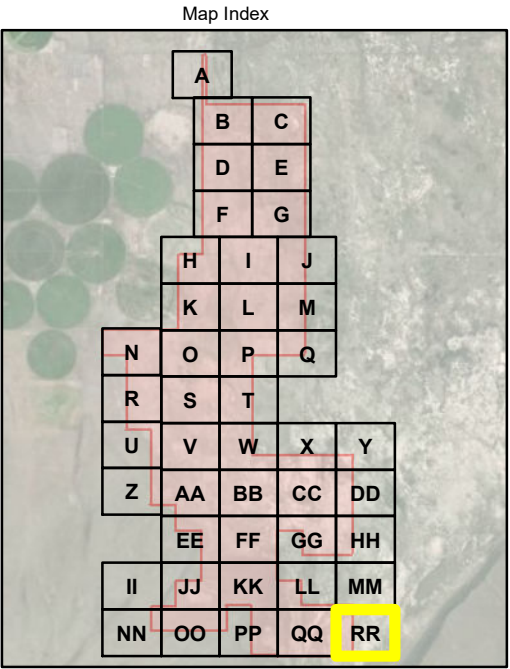 Map Index
A
B C
D E
F G
H I J
K L M
N O P Q
R S T
U V W X Y
Z AA BB CC DD
EE FF GG HH
II JJ KK LL MM
NN OO PP QQ RR